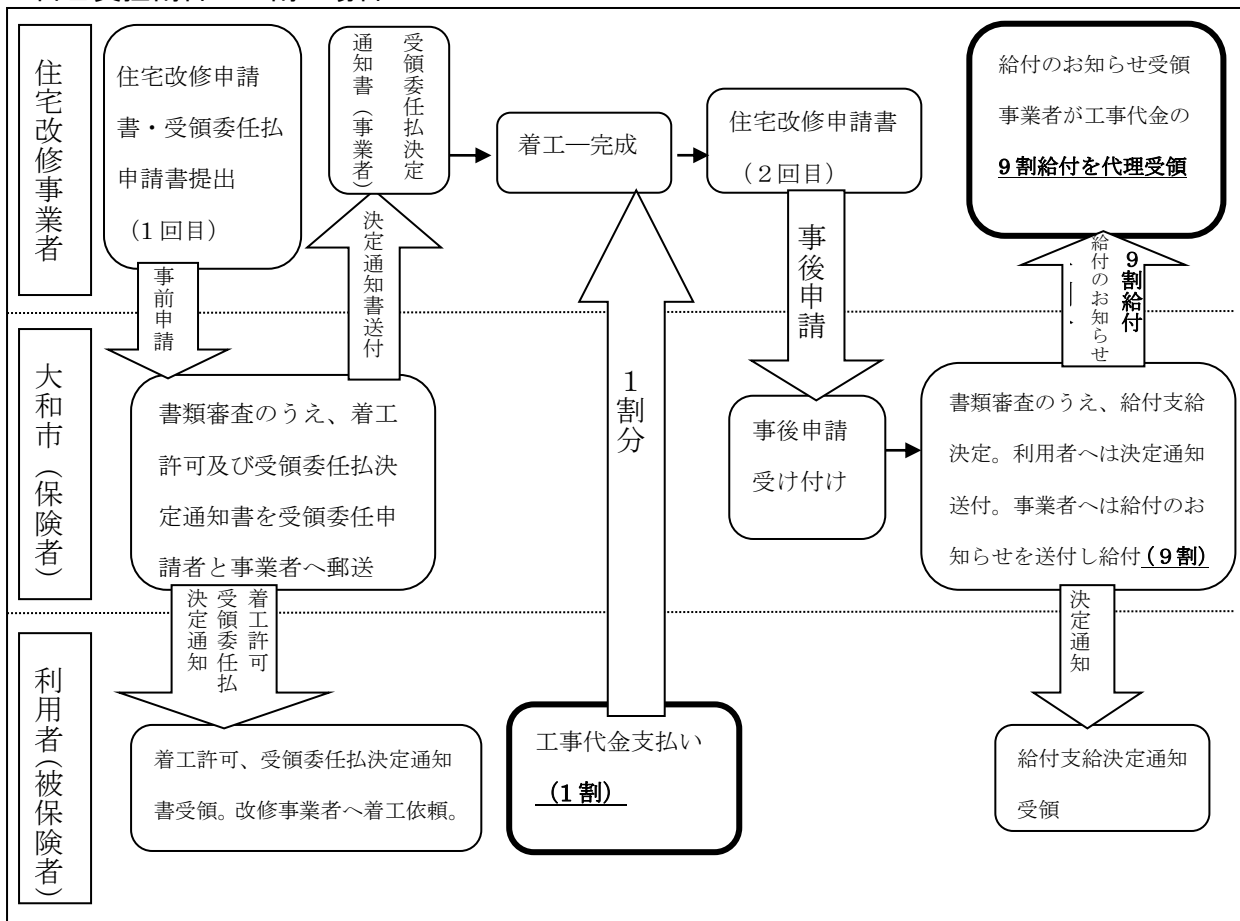 住宅改修事業者
住宅改修申請
書・受領委任払
申請書提出
（１回目）
事前申請
受領委任払決定
通知書（事業者）
決定通知書送付
着工―完成
住宅改修申請書
（２回目）
事後申請
給付のお知らせ受領
事業者が工事代金の
９割給付を代理受領
９割給付
給付のお知らせ
大和市（保険者）
書類審査のうえ、着工
許可及び受領委任払決
定通知書を受領委任申
請者と事業者へ郵送
１割分
事後申請
受け付け
書類審査のうえ、給付支給
決定。利用者へは決定通知
送付。事業者へは給付のお
知らせを送付し給付（９割）
着工許可
受領委任払
決定通知
決定通知
利用者（被保険者）
着工許可、受領委任払決定通知
書受領。改修事業者へ着工依頼。
工事代金支払い
（１割）
給付支給決定通知
受領